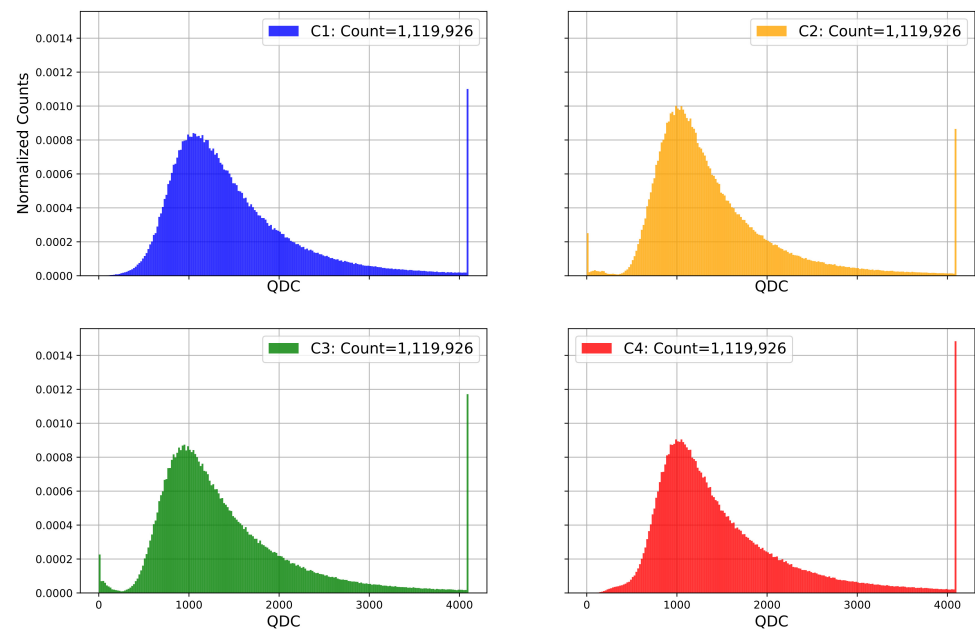 C1: Count=1,119,926
C2: Count=1,119,926
Normalized Counts
0.0014
0.0012
0.0010
0.0008
0.0006
0.0004
0.0002
0.0000
QDC
QDC
C3: Count=1,119,926
C4: Count=1,119,926
0.0014
0.0012
0.0010
0.0008
0.0006
0.0004
0.0002
0.0000
0 1000 2000 3000 4000
0 1000 2000 3000 4000
QDC
QDC